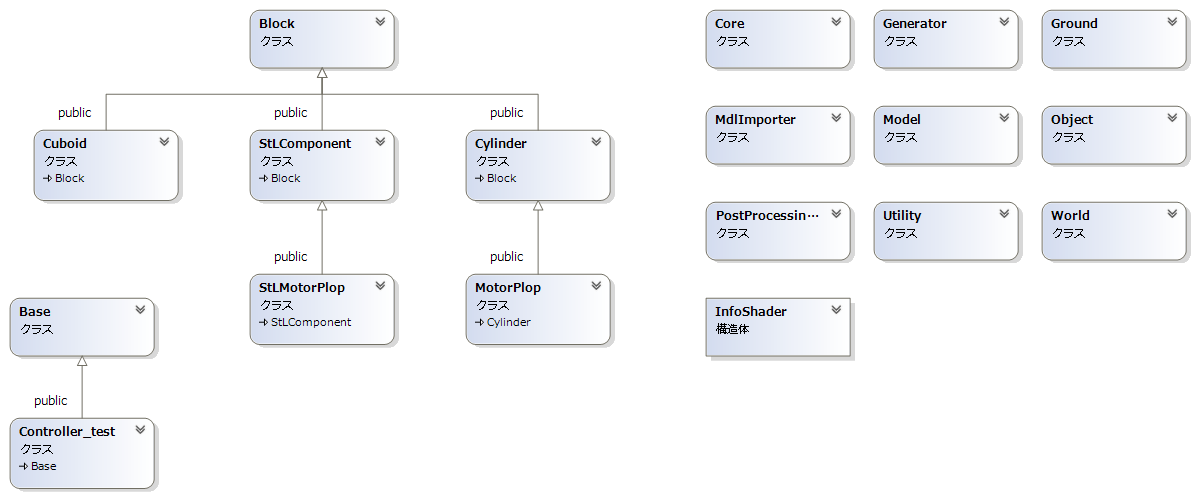 Block
クラス
public
public
public
Cuboid
クラス
Block
StLComponent
クラス
Block
Cylinder
クラス
Block
public
public
StLMotorPlop
クラス
StLComponent
MotorPlop
クラス
Cylinder
Base
クラス
public
Controller_test
クラス
Base
Core
クラス
Generator
クラス
Ground
クラス
MdlImporter
クラス
Model
クラス
Object
クラス
PostProcessin…
クラス
Utility
クラス
World
クラス
InfoShader
構造体